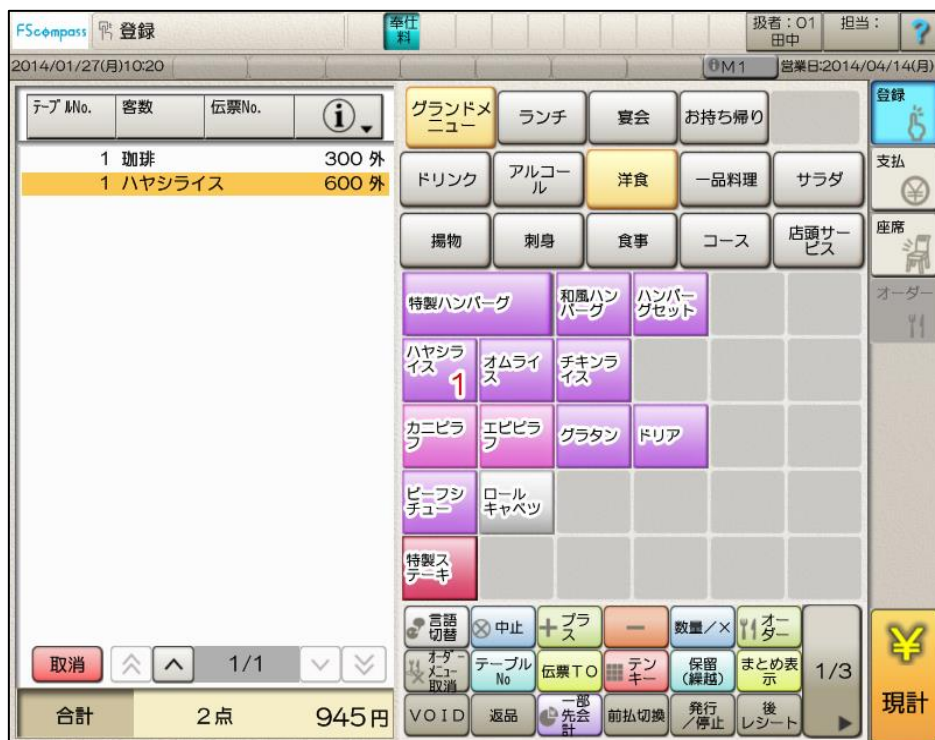 FScompass 登録 奉仕料 扱者:01 田中 担当: ?
2014/01/27(月)10:20 M1 営業日:2014/04/14(月)
テーブルNo. 客数 伝票No. i
1 珈琲 300外
1 ハヤシライス 600外
取消 1/1
合計 2点 945円
グランドメニュー ランチ 宴会 お持ち帰り
ドリンク アルコール 洋食 一品料理 サラダ
揚物 刺身 食事 コース 店頭サービス
特製ハンバーグ 和風ハンバーグ ハンバーグセット
ハヤシライス 1 オムライス チキンライス
カニピラフ エビピラフ グラタン ドリア
ビーフシチュー ロールキャベツ
特製ステーキ
言語切替 中止 プラス − 数量/× オーダー
オーダーメニュー取消 テーブルNo 伝票TO テンキー 保留(繰越) まとめ表示 1/3
VOID 返品 一部先会計 前払切換 発行/停止 後レシート
登録
支払
座席
オーダー
¥
現計